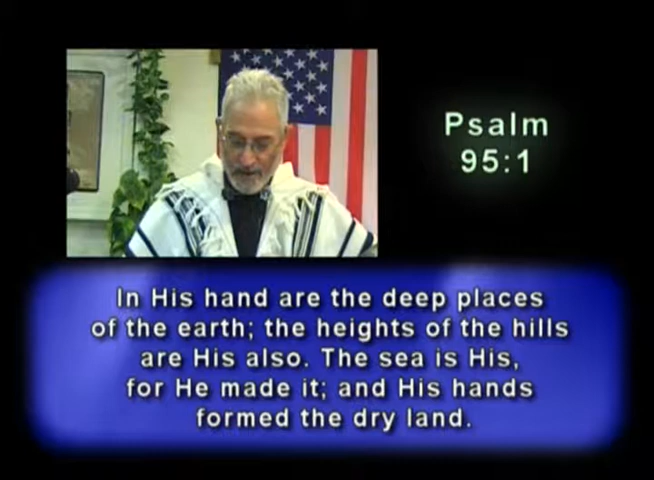 Psalm
95:1
In His hand are the deep places
of the earth; the heights of the hills
are His also. The sea is His,
for He made it; and His hands
formed the dry land.